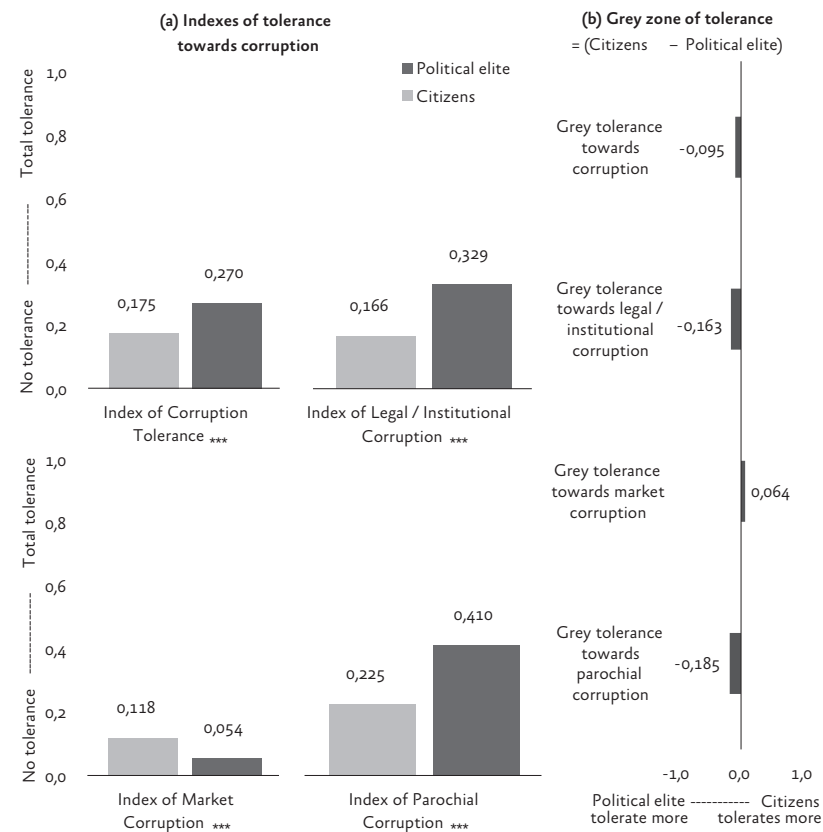 (a) Indexes of tolerance
towards corruption
Political elite
Citizens
Total tolerance
--------------
No tolerance
1,0
0,8
0,6
0,4
0,2
0,0
0,175
0,270
0,166
0,329
Index of Corruption
Tolerance ***
Index of Legal / Institutional
Corruption ***
Total tolerance
--------------
No tolerance
1,0
0,8
0,6
0,4
0,2
0,0
0,118
0,054
0,225
0,410
Index of Market
Corruption ***
Index of Parochial
Corruption ***
(b) Grey zone of tolerance
= (Citizens – Political elite)
Grey tolerance
towards
corruption
-0,095
Grey tolerance
towards legal /
institutional
corruption
-0,163
Grey tolerance
towards market
corruption
0,064
Grey tolerance
towards
parochial
corruption
-0,185
-1,0 0,0 1,0
Political elite ----------- Citizens
tolerate more tolerates more